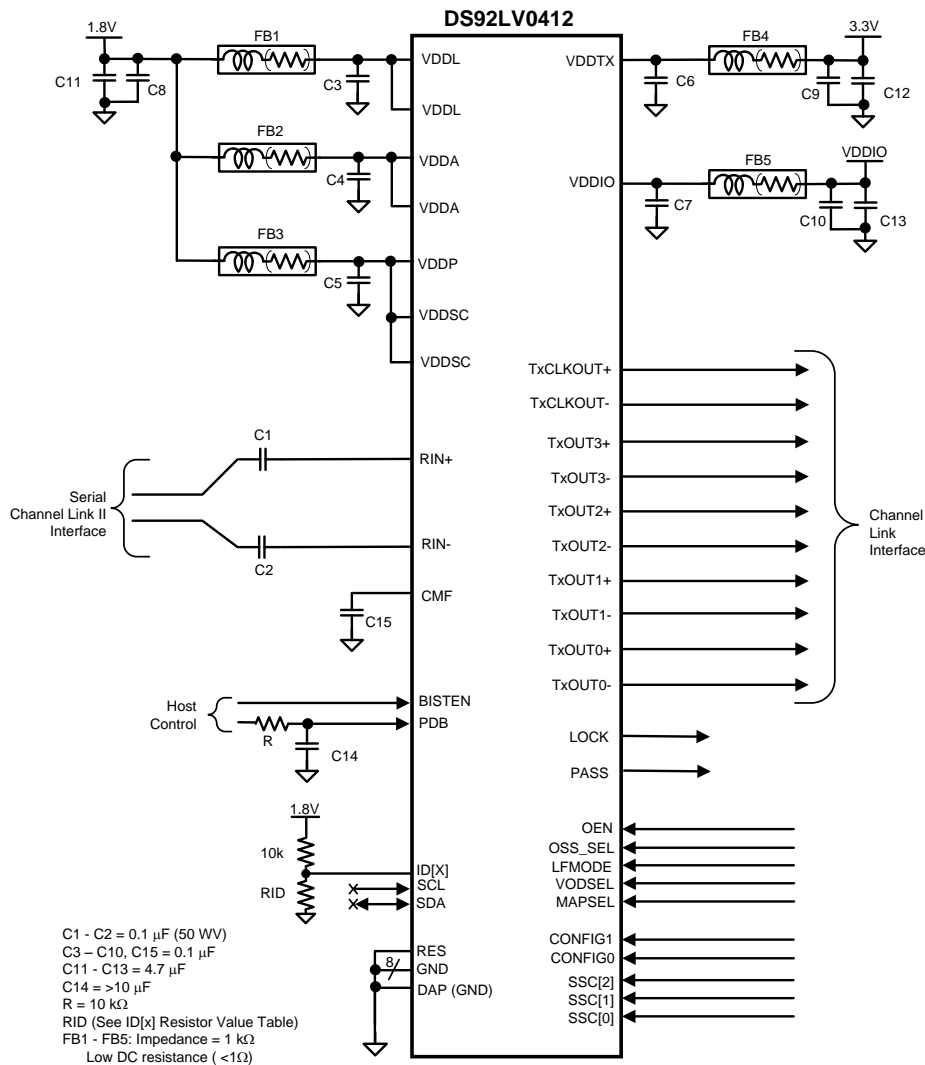 DS92LV0412
1.8V
FB1
C11
C8
C3
VDDL
VDDL
FB2
C4
VDDA
VDDA
FB3
C5
VDDP
VDDSC
VDDSC
VDDTX
C6
FB4
3.3V
C9
C12
VDDIO
C7
FB5
VDDIO
C10
C13
C1
RIN+
Serial
Channel Link II
Interface
RIN-
C2
CMF
C15
Host
Control
BISTEN
PDB
R
C14
1.8V
10k
RID
ID[X]
SCL
SDA
RES
8
GND
DAP (GND)
TxCLKOUT+
TxCLKOUT-
TxOUT3+
TxOUT3-
TxOUT2+
TxOUT2-
TxOUT1+
TxOUT1-
TxOUT0+
TxOUT0-
Channel
Link
Interface
LOCK
PASS
OEN
OSS_SEL
LFMODE
VODSEL
MAPSEL
CONFIG1
CONFIG0
SSC[2]
SSC[1]
SSC[0]
C1 - C2 = 0.1 μF (50 WV)
C3 – C10, C15 = 0.1 μF
C11 - C13 = 4.7 μF
C14 = >10 μF
R = 10 kΩ
RID (See ID[x] Resistor Value Table)
FB1 - FB5: Impedance = 1 kΩ
Low DC resistance ( <1Ω)